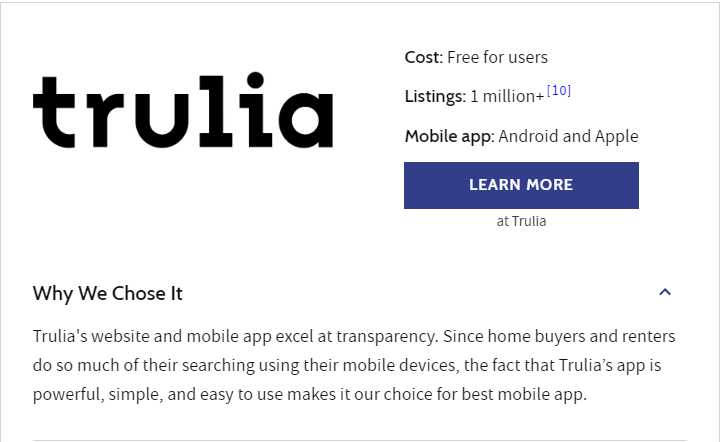 trulia
Cost: Free for users
Listings: 1 million+[10]
Mobile app: Android and Apple
LEARN MORE
at Trulia
Why We Chose It
Trulia's website and mobile app excel at transparency. Since home buyers and renters
do so much of their searching using their mobile devices, the fact that Trulia’s app is
powerful, simple, and easy to use makes it our choice for best mobile app.